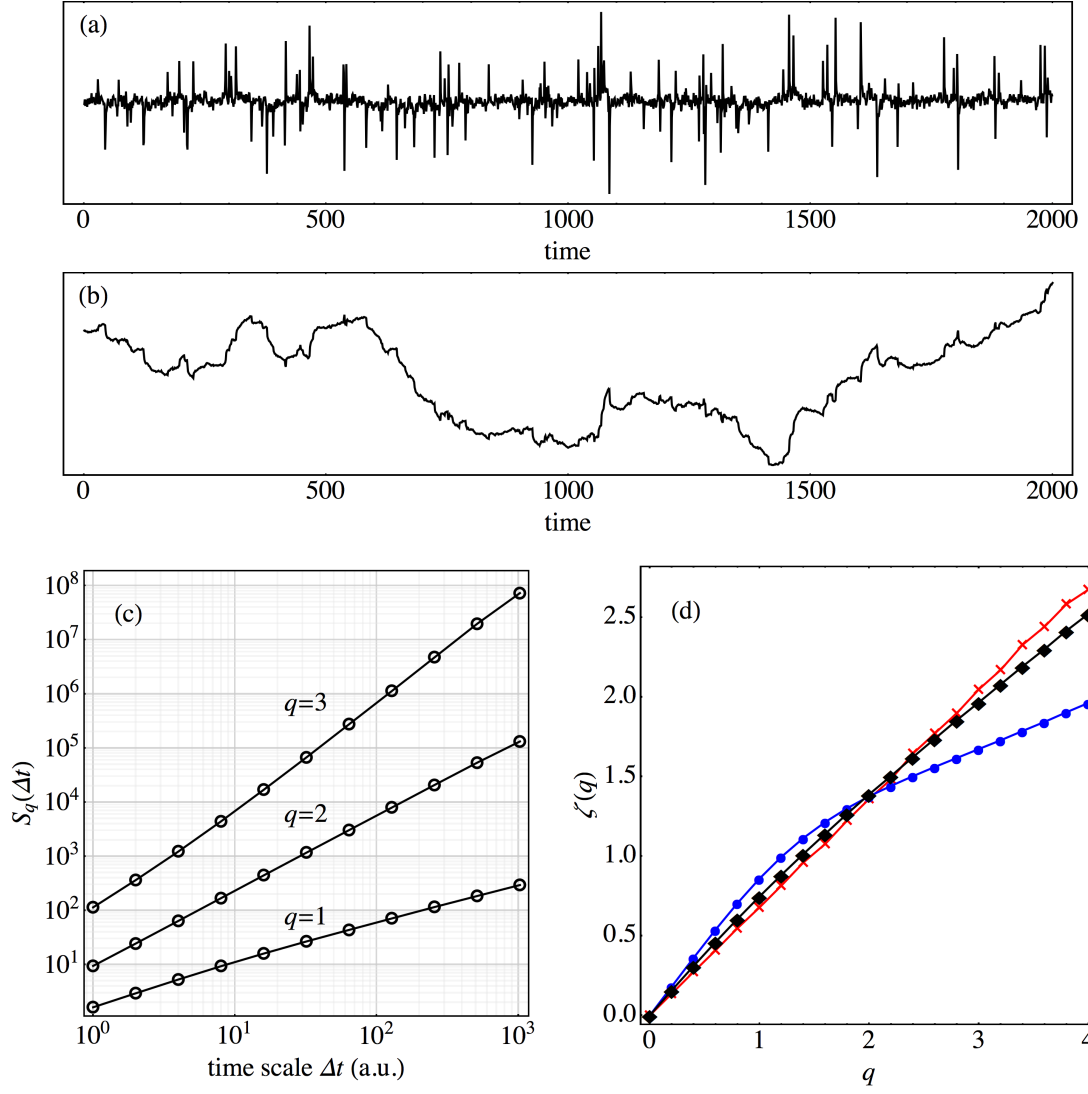 (a)
0 500 1000 1500 2000
time
(b)
0 500 1000 1500 2000
time
(c)
S_q(Δt)
10^8
10^7
10^6
10^5
10^4
10^3
10^2
10^1
q=3
q=2
q=1
10^0 10^1 10^2 10^3
time scale Δt (a.u.)
(d)
ζ(q)
2.5
2.0
1.5
1.0
0.5
0.0
0 1 2 3 4
q